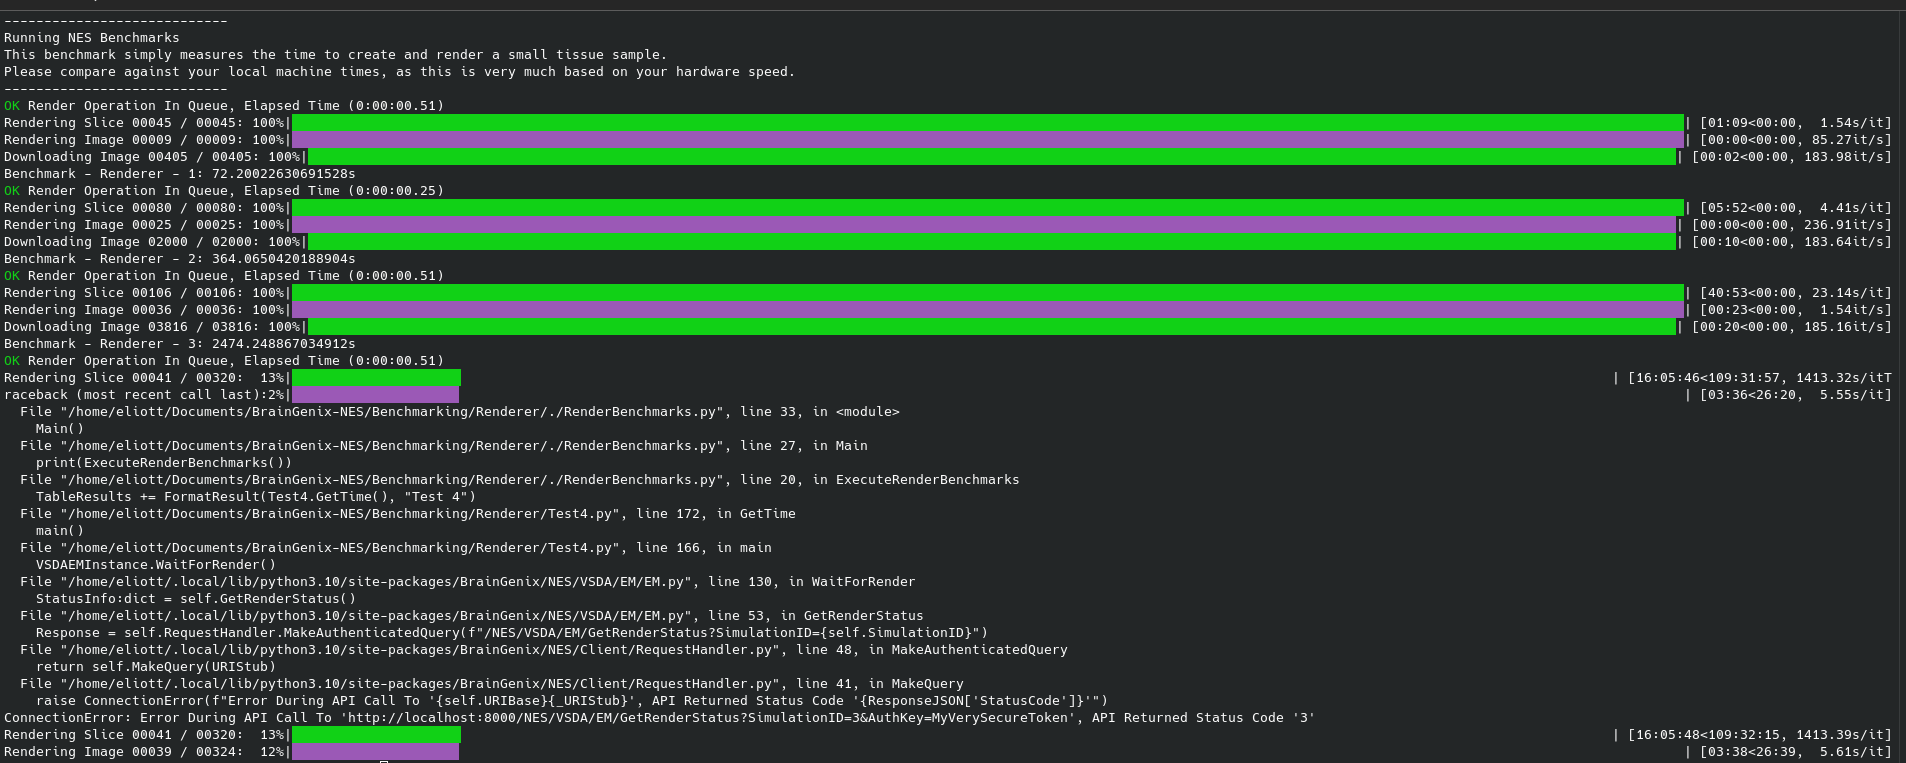 ----------------------------
Running NES Benchmarks
This benchmark simply measures the time to create and render a small tissue sample.
Please compare against your local machine times, as this is very much based on your hardware speed.
----------------------------
OK Render Operation In Queue, Elapsed Time (0:00:00.51)
Rendering Slice 00045 / 00045: 100%| | [01:09<00:00,  1.54s/it]
Rendering Image 00009 / 00009: 100%| | [00:00<00:00, 85.27it/s]
Downloading Image 00405 / 00405: 100%| | [00:02<00:00, 183.98it/s]
Benchmark - Renderer - 1: 72.20022630691528s
OK Render Operation In Queue, Elapsed Time (0:00:00.25)
Rendering Slice 00080 / 00080: 100%| | [05:52<00:00,  4.41s/it]
Rendering Image 00025 / 00025: 100%| | [00:00<00:00, 236.91it/s]
Downloading Image 02000 / 02000: 100%| | [00:10<00:00, 183.64it/s]
Benchmark - Renderer - 2: 364.0650420188904s
OK Render Operation In Queue, Elapsed Time (0:00:00.51)
Rendering Slice 00106 / 00106: 100%| | [40:53<00:00, 23.14s/it]
Rendering Image 00036 / 00036: 100%| | [00:23<00:00,  1.54it/s]
Downloading Image 03816 / 03816: 100%| | [00:20<00:00, 185.16it/s]
Benchmark - Renderer - 3: 2474.248867034912s
OK Render Operation In Queue, Elapsed Time (0:00:00.51)
Rendering Slice 00041 / 00320:  13%| | [16:05:46<109:31:57, 1413.32s/itT
raceback (most recent call last):2%| | [03:36<26:20,  5.55s/it]
  File "/home/eliott/Documents/BrainGenix-NES/Benchmarking/Renderer/./RenderBenchmarks.py", line 33, in <module>
    Main()
  File "/home/eliott/Documents/BrainGenix-NES/Benchmarking/Renderer/./RenderBenchmarks.py", line 27, in Main
    print(ExecuteRenderBenchmarks())
  File "/home/eliott/Documents/BrainGenix-NES/Benchmarking/Renderer/./RenderBenchmarks.py", line 20, in ExecuteRenderBenchmarks
    TableResults += FormatResult(Test4.GetTime(), "Test 4")
  File "/home/eliott/Documents/BrainGenix-NES/Benchmarking/Renderer/Test4.py", line 172, in GetTime
    main()
  File "/home/eliott/Documents/BrainGenix-NES/Benchmarking/Renderer/Test4.py", line 166, in main
    VSDAEMInstance.WaitForRender()
  File "/home/eliott/.local/lib/python3.10/site-packages/BrainGenix/NES/VSDA/EM/EM.py", line 130, in WaitForRender
    StatusInfo:dict = self.GetRenderStatus()
  File "/home/eliott/.local/lib/python3.10/site-packages/BrainGenix/NES/VSDA/EM/EM.py", line 53, in GetRenderStatus
    Response = self.RequestHandler.MakeAuthenticatedQuery(f"/NES/VSDA/EM/GetRenderStatus?SimulationID={self.SimulationID}")
  File "/home/eliott/.local/lib/python3.10/site-packages/BrainGenix/NES/Client/RequestHandler.py", line 48, in MakeAuthenticatedQuery
    return self.MakeQuery(URIStub)
  File "/home/eliott/.local/lib/python3.10/site-packages/BrainGenix/NES/Client/RequestHandler.py", line 41, in MakeQuery
    raise ConnectionError(f"Error During API Call To '{self.URIBase}{_URIStub}', API Returned Status Code '{ResponseJSON['StatusCode']}'")
ConnectionError: Error During API Call To 'http://localhost:8000/NES/VSDA/EM/GetRenderStatus?SimulationID=3&AuthKey=MyVerySecureToken', API Returned Status Code '3'
Rendering Slice 00041 / 00320:  13%| | [16:05:48<109:32:15, 1413.39s/it]
Rendering Image 00039 / 00324:  12%| | [03:38<26:39,  5.61s/it]